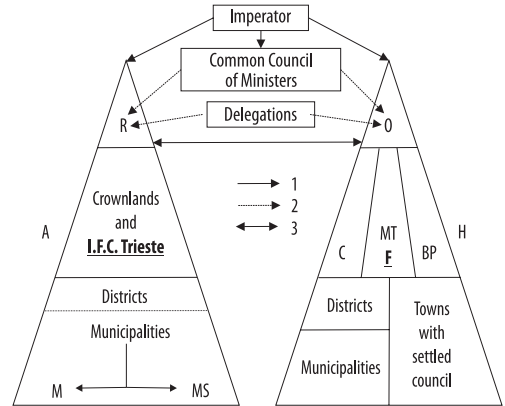 Imperator
Common Council
of Ministers
Delegations
R
O
1
2
3
A
Crownlands
and
I.F.C. Trieste
C
MT
F
BP
H
Districts
Municipalities
M
MS
Districts
Municipalities
Towns
with
settled
council